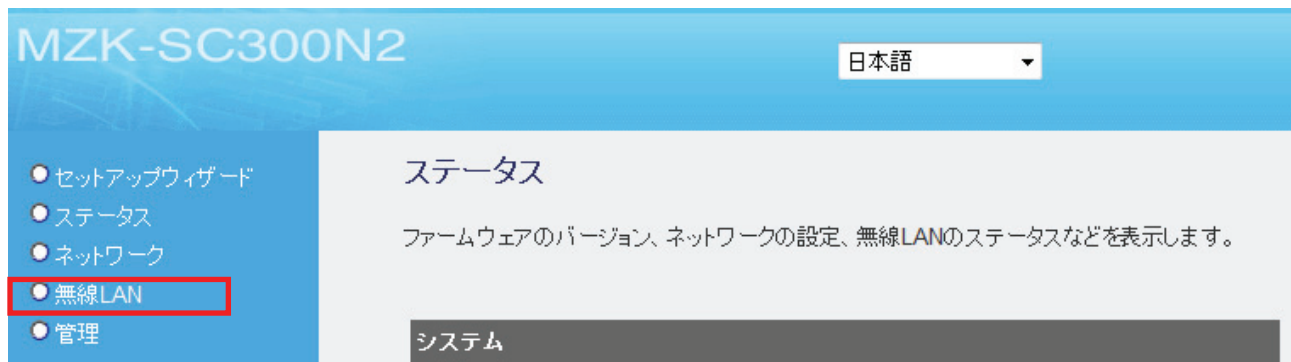 MZK-SC300N2
日本語
セットアップウィザード
ステータス
ネットワーク
無線LAN
管理
ステータス
ファームウェアのバージョン、ネットワークの設定、無線LANのステータスなどを表示します。
システム